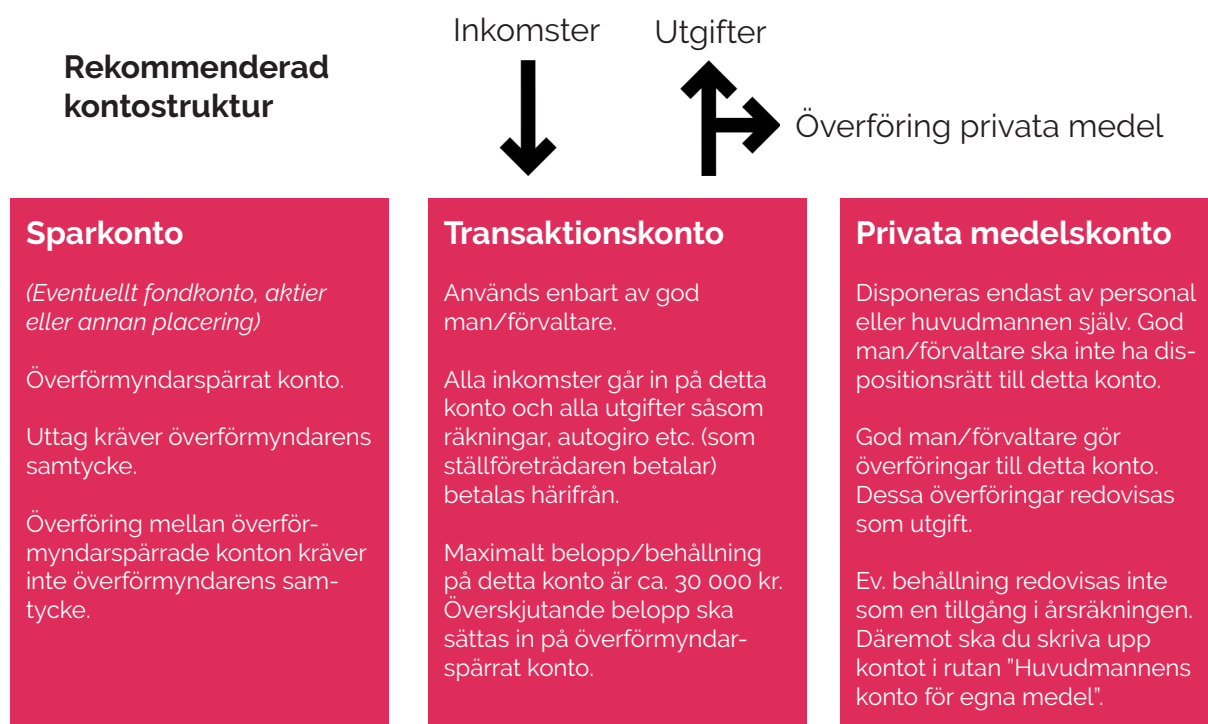 Rekommenderad
kontostruktur
Inkomster
Utgifter
Överföring privata medel
Sparkonto
(Eventuellt fondkonto, aktier
eller annan placering)
Överförmyndarspärrat konto.
Uttag kräver överförmyndarens
samtycke.
Överföring mellan överför-
myndarspärrade konton kräver
inte överförmyndarens sam-
tycke.
Transaktionskonto
Används enbart av god
man/förvaltare.
Alla inkomster går in på detta
konto och alla utgifter såsom
räkningar, autogiro etc. (som
ställföreträdaren betalar)
betalas härifrån.
Maximalt belopp/behållning
på detta konto är ca. 30 000 kr.
Överskjutande belopp ska
sättas in på överförmyndar-
spärrat konto.
Privata medelskonto
Disponeras endast av personal
eller huvudmannen själv. God
man/förvaltare ska inte ha dis-
positionsrätt till detta konto.
God man/förvaltare gör
överföringar till detta konto.
Dessa överföringar redovisas
som utgift.
Ev. behållning redovisas inte
som en tillgång i årsräkningen.
Däremot ska du skriva upp
kontot i rutan ”Huvudmannens
konto för egna medel”.